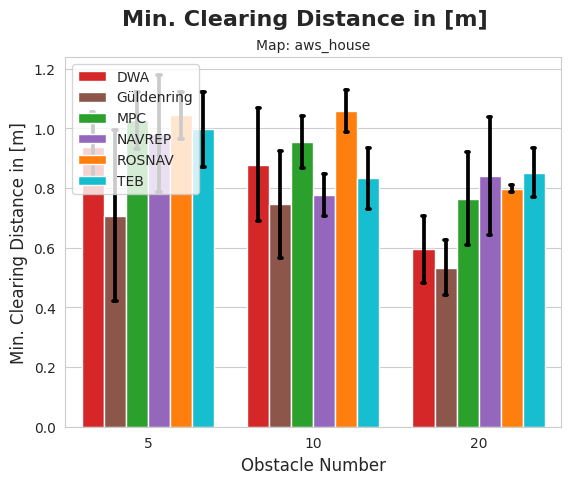 Min. Clearing Distance in [m]
Map: aws_house
Min. Clearing Distance in [m]
1.2
1.0
0.8
0.6
0.4
0.2
0.0
DWA
Güldenring
MPC
NAVREP
ROSNAV
TEB
5
10
20
Obstacle Number